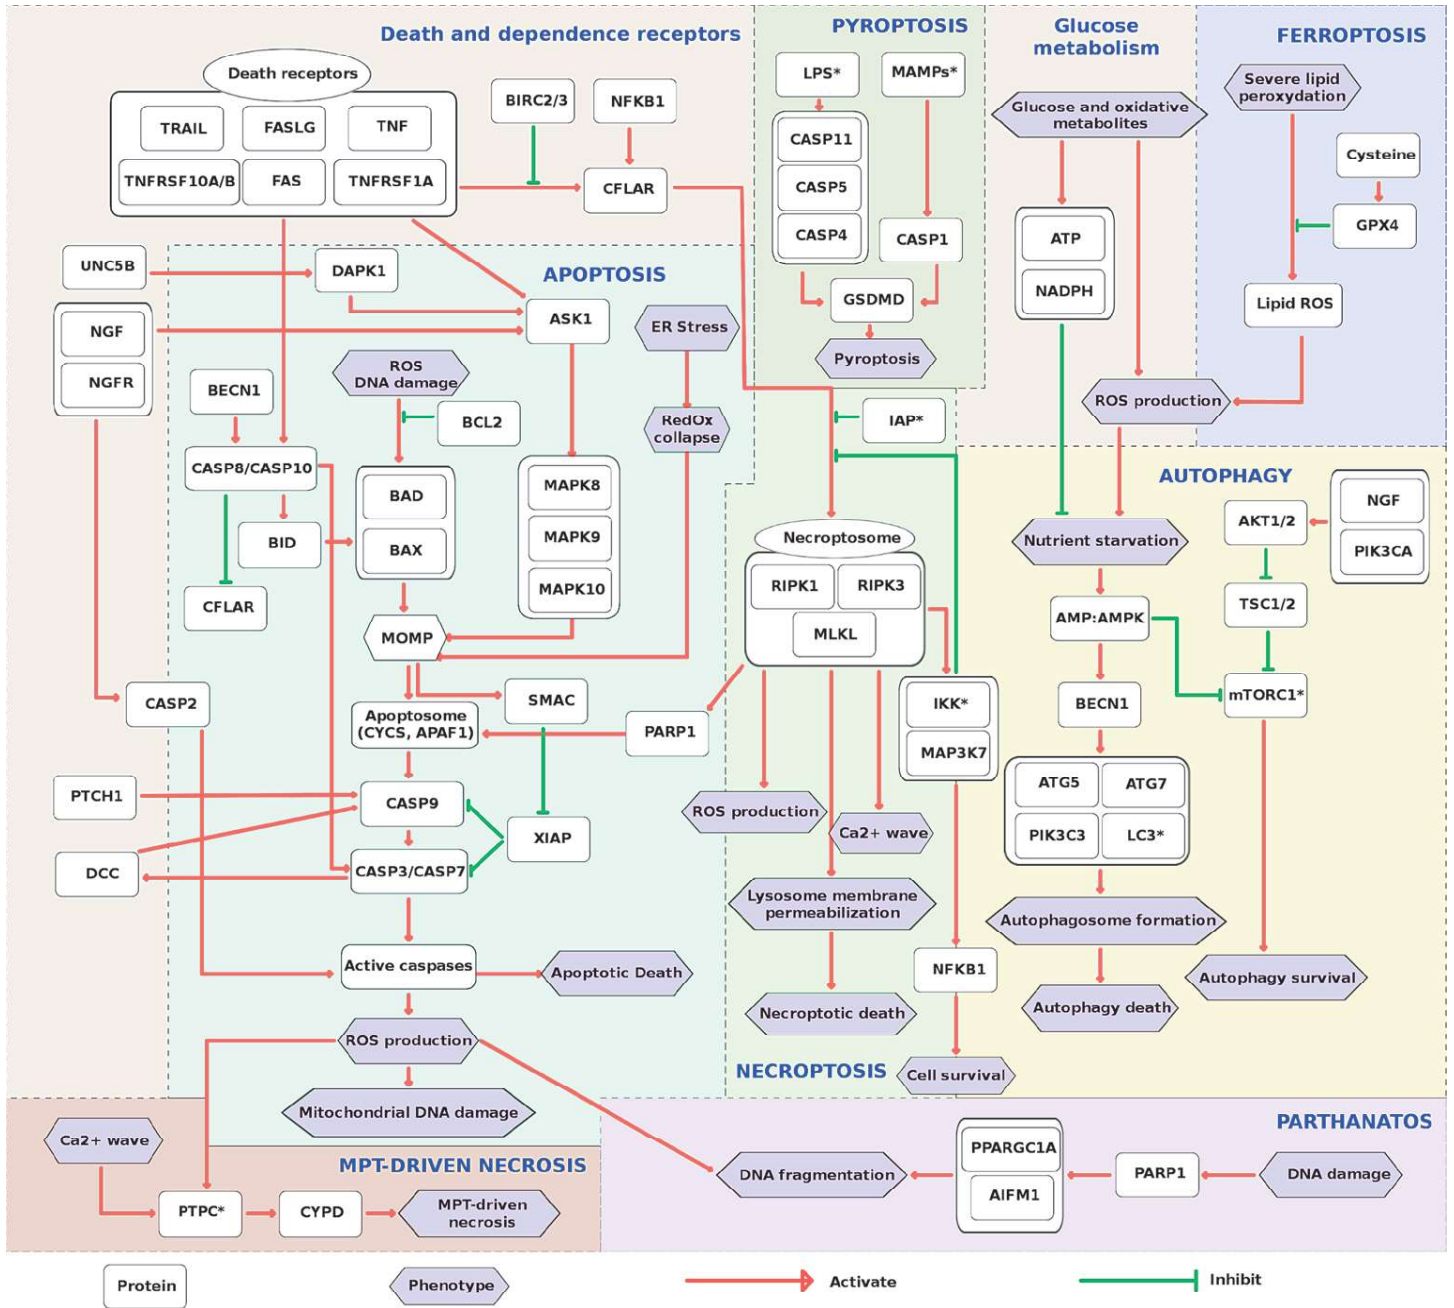 Death and dependence receptors
PYROPTOSIS
Glucose
metabolism
FERROPTOSIS
Death receptors
TRAIL
FASLG
TNF
TNFRSF10A/B
FAS
TNFRSF1A
BIRC2/3
NFKB1
CFLAR
LPS*
MAMPs*
CASP11
CASP5
CASP4
CASP1
GSDMD
Pyroptosis
Glucose and oxidative
metabolites
ATP
NADPH
ROS production
Severe lipid
peroxydation
Cysteine
GPX4
Lipid ROS
UNC5B
NGF
NGFR
APOPTOSIS
DAPK1
ASK1
ER Stress
ROS
DNA damage
BECN1
BCL2
RedOx
collapse
CASP8/CASP10
BID
CFLAR
BAD
BAX
MAPK8
MAPK9
MAPK10
MOMP
SMAC
CASP2
Apoptosome
(CYCS, APAF1)
PARP1
PTCH1
CASP9
XIAP
DCC
CASP3/CASP7
Active caspases
Apoptotic Death
ROS production
Mitochondrial DNA damage
IAP*
Necroptosome
RIPK1
RIPK3
MLKL
IKK*
MAP3K7
ROS production
Ca2+ wave
Lysosome membrane
permeabilization
NFKB1
Necroptotic death
NECROPTOSIS
Cell survival
AUTOPHAGY
NGF
PIK3CA
AKT1/2
Nutrient starvation
TSC1/2
AMP:AMPK
mTORC1*
BECN1
ATG5
ATG7
PIK3C3
LC3*
Autophagosome formation
Autophagy survival
Autophagy death
Ca2+ wave
MPT-DRIVEN NECROSIS
PTPC*
CYPD
MPT-driven
necrosis
PARTHANATOS
DNA fragmentation
PPARGC1A
AIFM1
PARP1
DNA damage
Protein
Phenotype
Activate
Inhibit